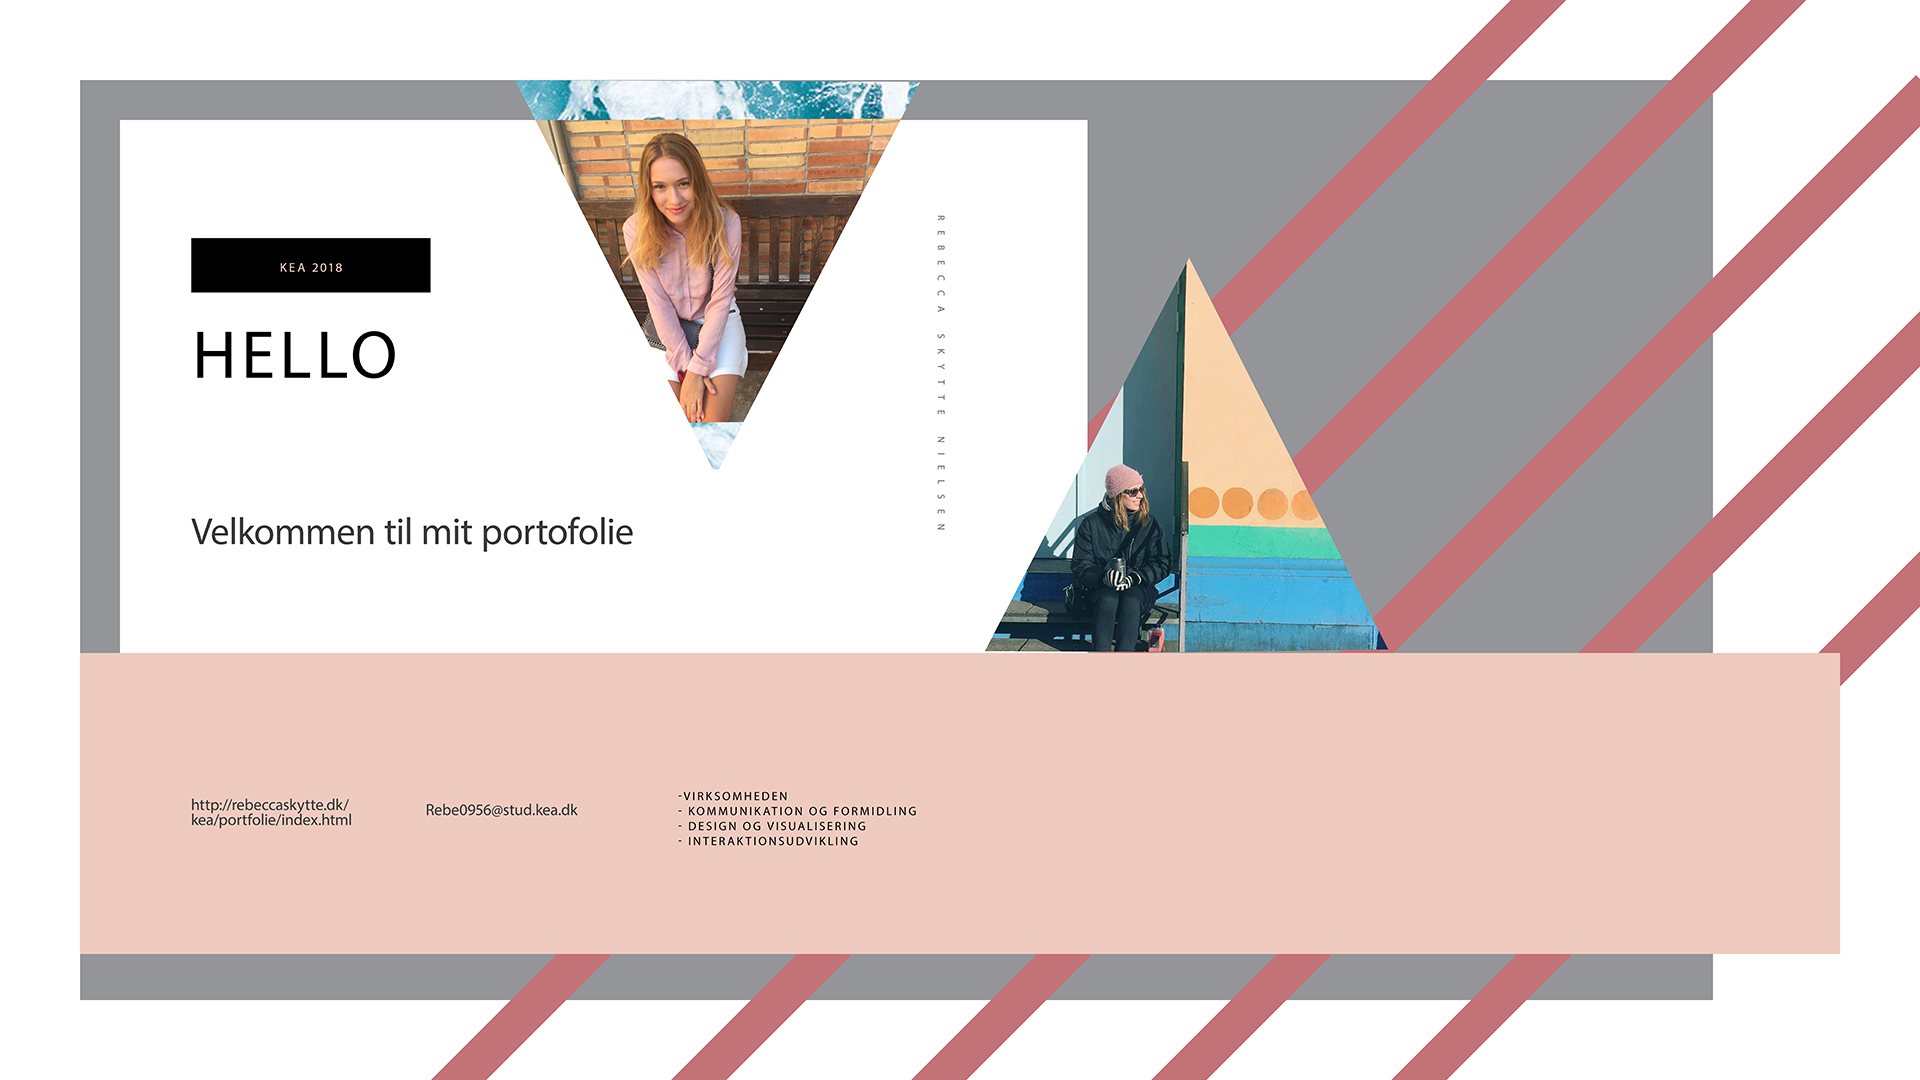 KEA 2018
HELLO
REBECCA SKYTTE NIELSEN
Velkommen til mit portofolie
http://rebeccaskytte.dk/
kea/portfolie/index.html
Rebe0956@stud.kea.dk
-VIRKSOMHEDEN
- KOMMUNIKATION OG FORMIDLING
- DESIGN OG VISUALISERING
- INTERAKTIONSUDVIKLING